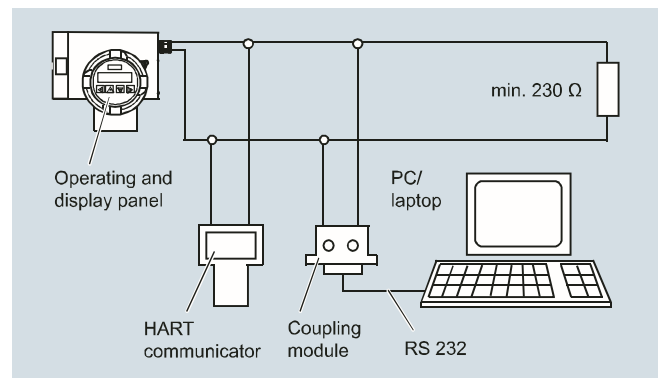 min. 230 Ω
Operating and
display panel
PC/
laptop
HART
communicator
Coupling
module
RS 232